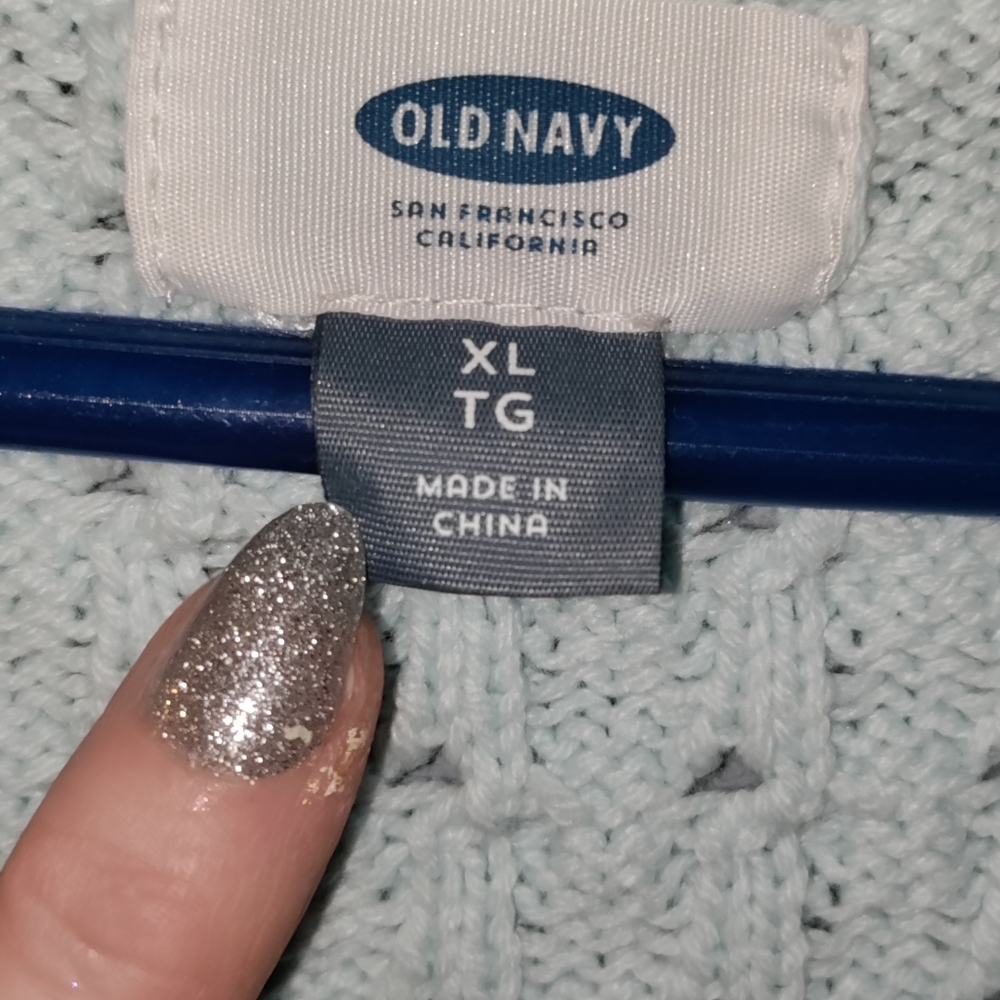 OLD NAVY
SAN FRANCISCO
CALIFORNIA
XL
TG
MADE IN
CHINA